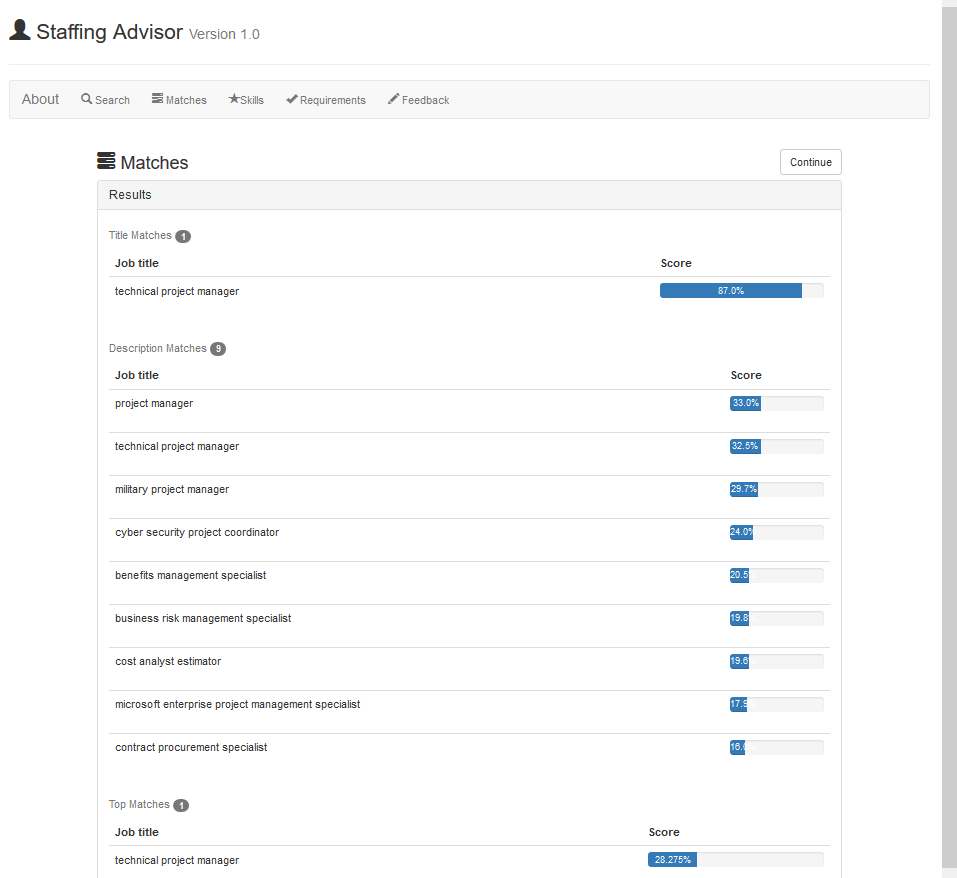 Staffing Advisor Version 1.0
About Search Matches Skills Requirements Feedback
Matches Continue
Results
Title Matches 1
Job title Score
technical project manager 87.0%
Description Matches 9
Job title Score
project manager 33.0%
technical project manager 32.5%
military project manager 29.7%
cyber security project coordinator 24.0%
benefits management specialist 20.5
business risk management specialist 19.8
cost analyst estimator 19.6
microsoft enterprise project management specialist 17.9
contract procurement specialist
Top Matches 1
Job title Score
technical project manager 28.275%